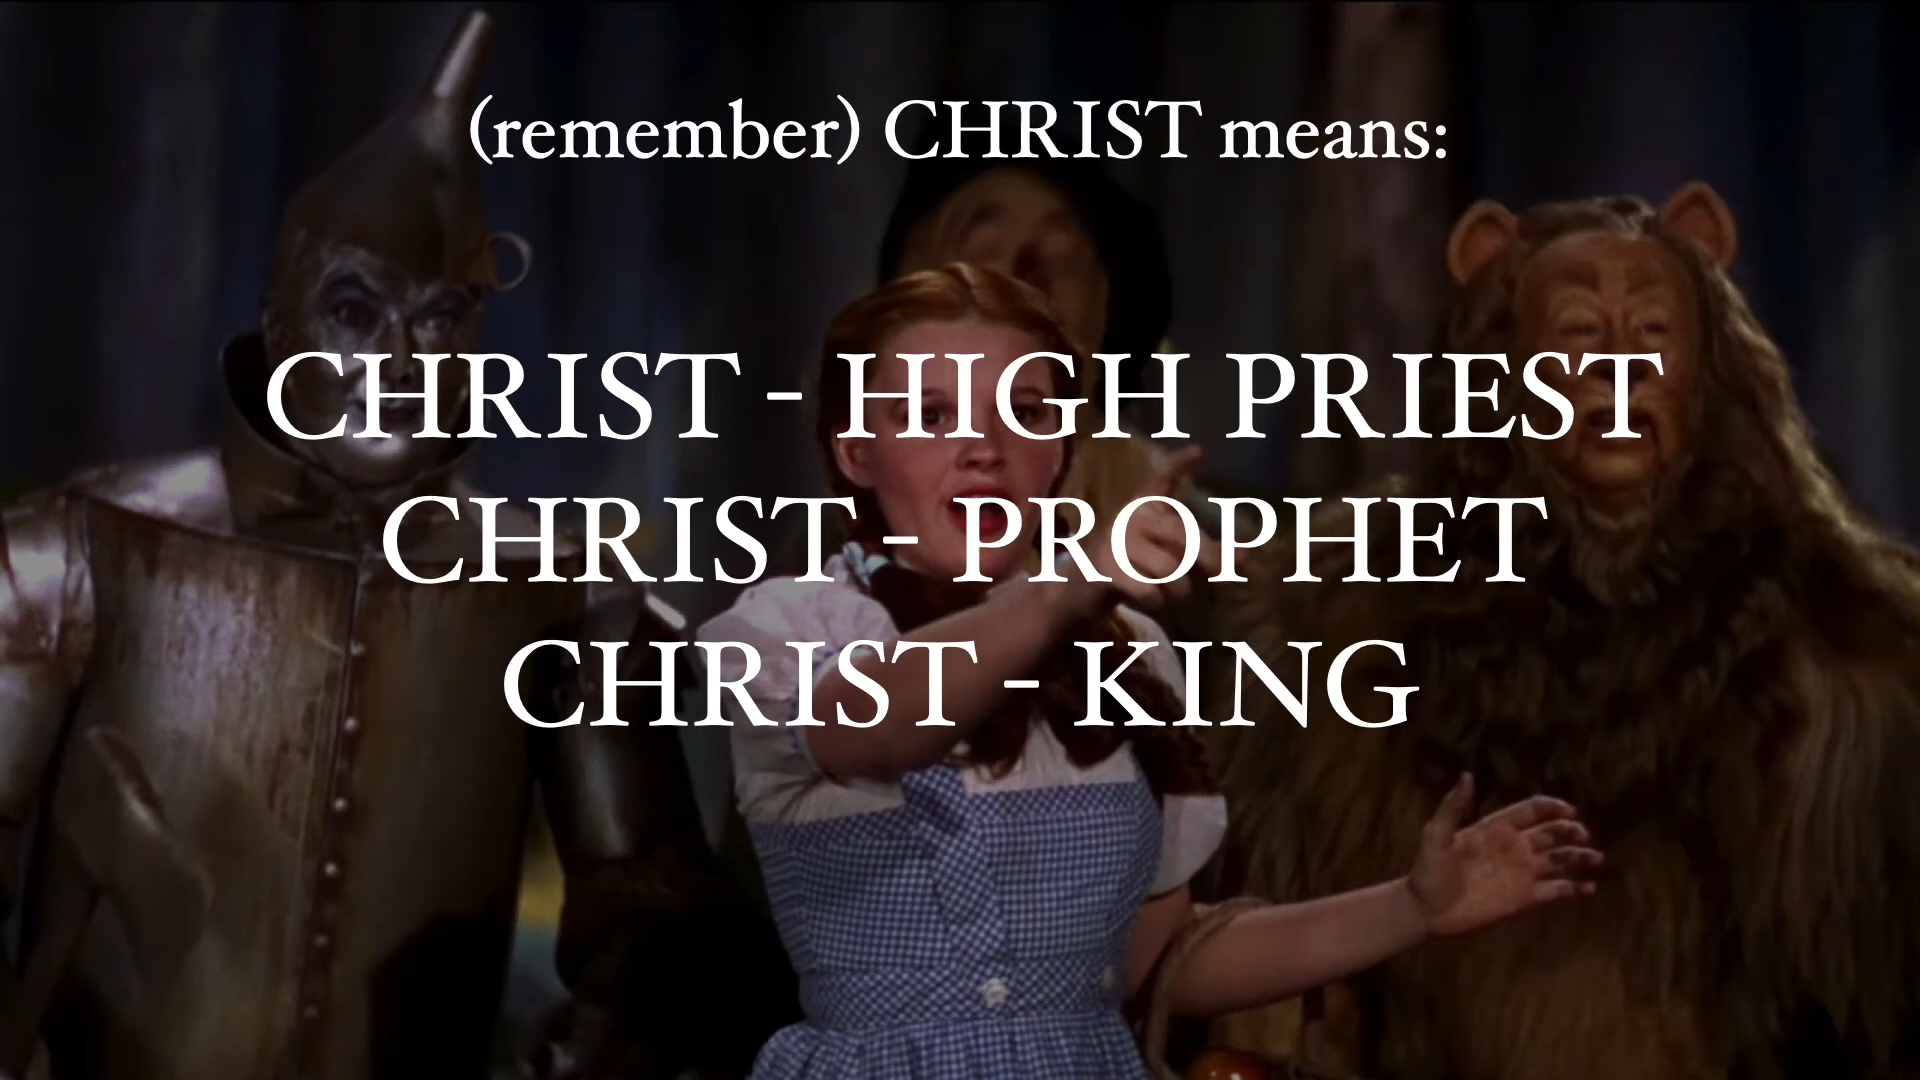 (remember) CHRIST means:
CHRIST - HIGH PRIEST
CHRIST - PROPHET
CHRIST - KING